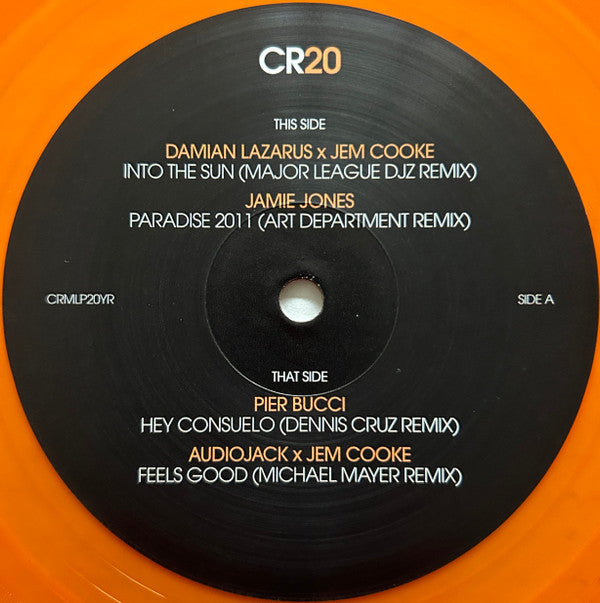 CR20
THIS SIDE
DAMIAN LAZARUS x JEM COOKE
INTO THE SUN (MAJOR LEAGUE DJZ REMIX)
JAMIE JONES
PARADISE 2011 (ART DEPARTMENT REMIX)
CRMLP20YR
SIDE A
THAT SIDE
PIER BUCCI
HEY CONSUELO (DENNIS CRUZ REMIX)
AUDIOJACK x JEM COOKE
FEELS GOOD (MICHAEL MAYER REMIX)